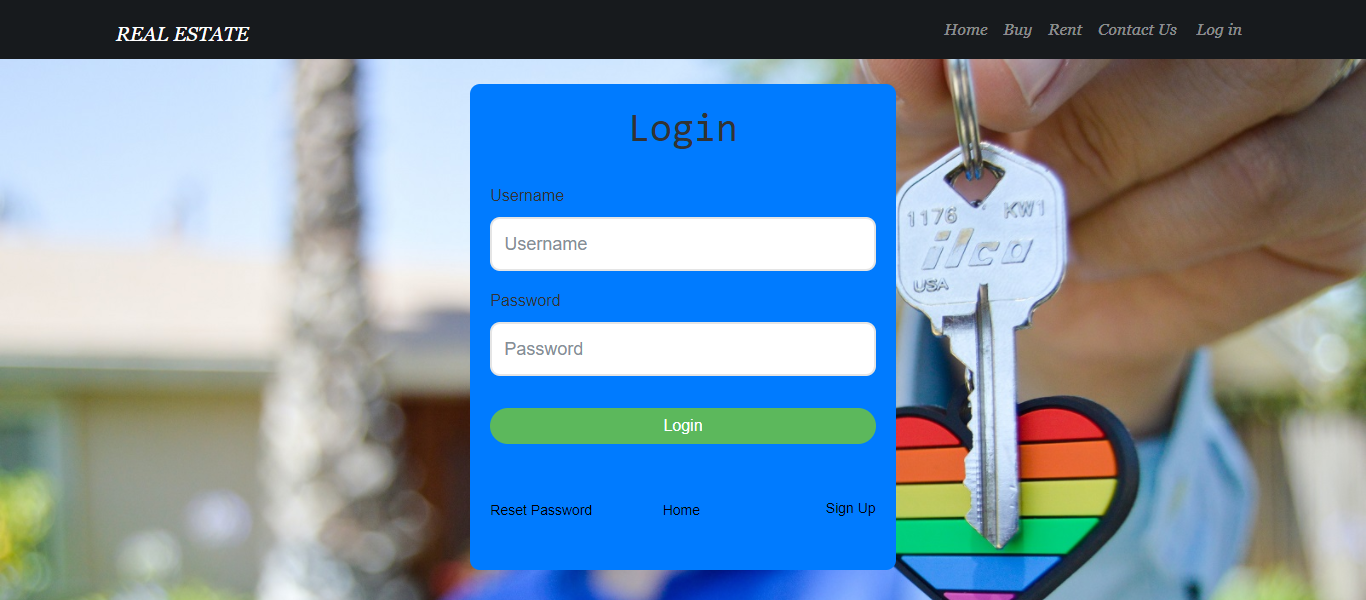 REAL ESTATE
Home Buy Rent Contact Us Log in
Login
Username
Username
Password
Password
Login
Reset Password Home Sign Up
1176 KW1
ilco
USA